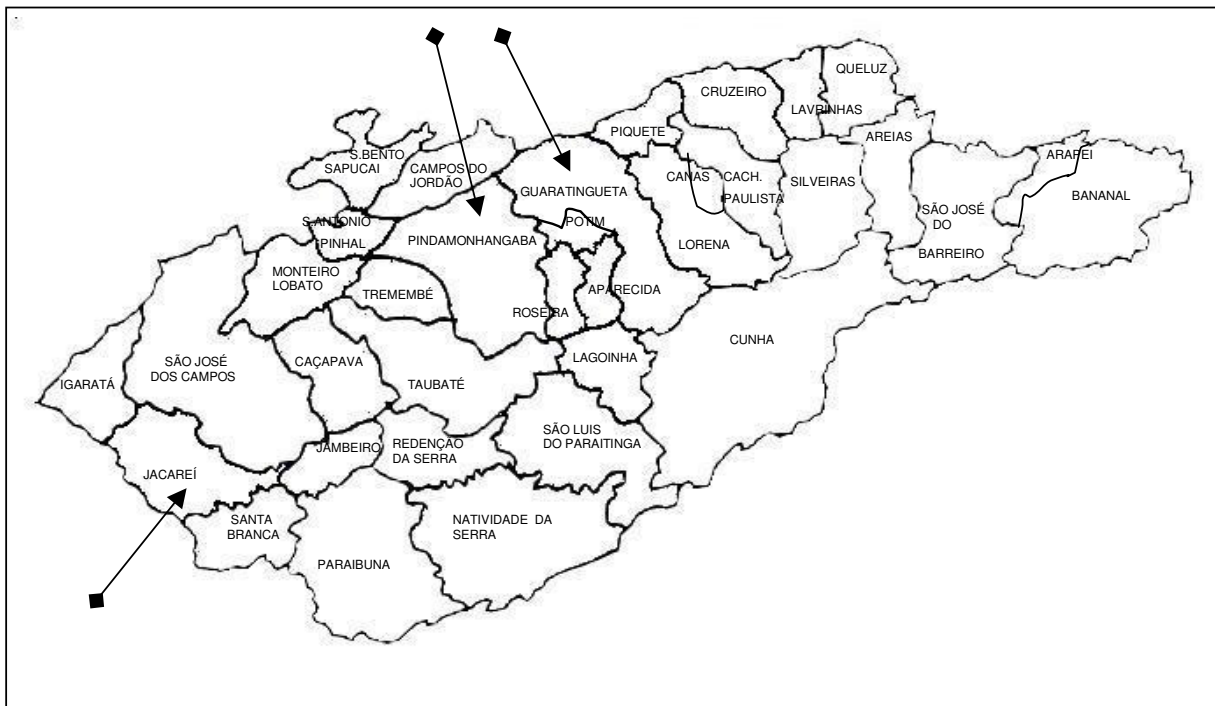 QUELUZ
CRUZEIRO
LAVRINHAS
PIQUETE
AREIAS
S.BENTO
SAPUCAI
CAMPOS DO
JORDÃO
CANAS
CACH.
PAULISTA
SILVEIRAS
ARAPEI
BANANAL
GUARATINGUETA
SÃO JOSÉ
DO
BARREIRO
S.ANTONIO
PINHAL
POTIM
PINDAMONHANGABA
LORENA
MONTEIRO
LOBATO
TREMEMBÉ
APARECIDA
ROSEIRA
CUNHA
IGARATÁ
SÃO JOSÉ
DOS CAMPOS
CAÇAPAVA
TAUBATÉ
LAGOINHA
JACAREÍ
JAMBEIRO
REDENÇÃO
DA SERRA
SÃO LUIS
DO PARAITINGA
SANTA
BRANCA
PARAIBUNA
NATIVIDADE DA
SERRA